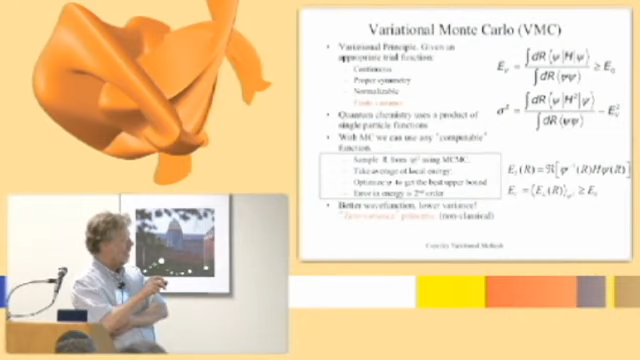 Variational Monte Carlo (VMC)
• Variational Principle. Given an
appropriate trial function:
– Continuous
– Proper symmetry
– Normalizable
– Finite variance
• Quantum chemistry uses a product of
single particle functions
• With MC we can use any "computable"
function
– Sample R from |ψ|² using MCMC.
– Take average of local energy:
– Optimize ψ to get the best upper bound
– Error in energy is 2nd order
• Better wavefunction, lower variance!
"Zero variance" principle. (non-classical)
E_V = ∫dR⟨ψ|H|ψ⟩ / ∫dR⟨ψψ⟩ ≥ E_0
σ² = ∫dR⟨ψ|H²|ψ⟩ / ∫dR⟨ψψ⟩ − E_V²
E_L(R) = ℜ[ψ⁻¹(R)Hψ(R)]
E_V = ⟨E_L(R)⟩ ≥ E_0
Variational Methods